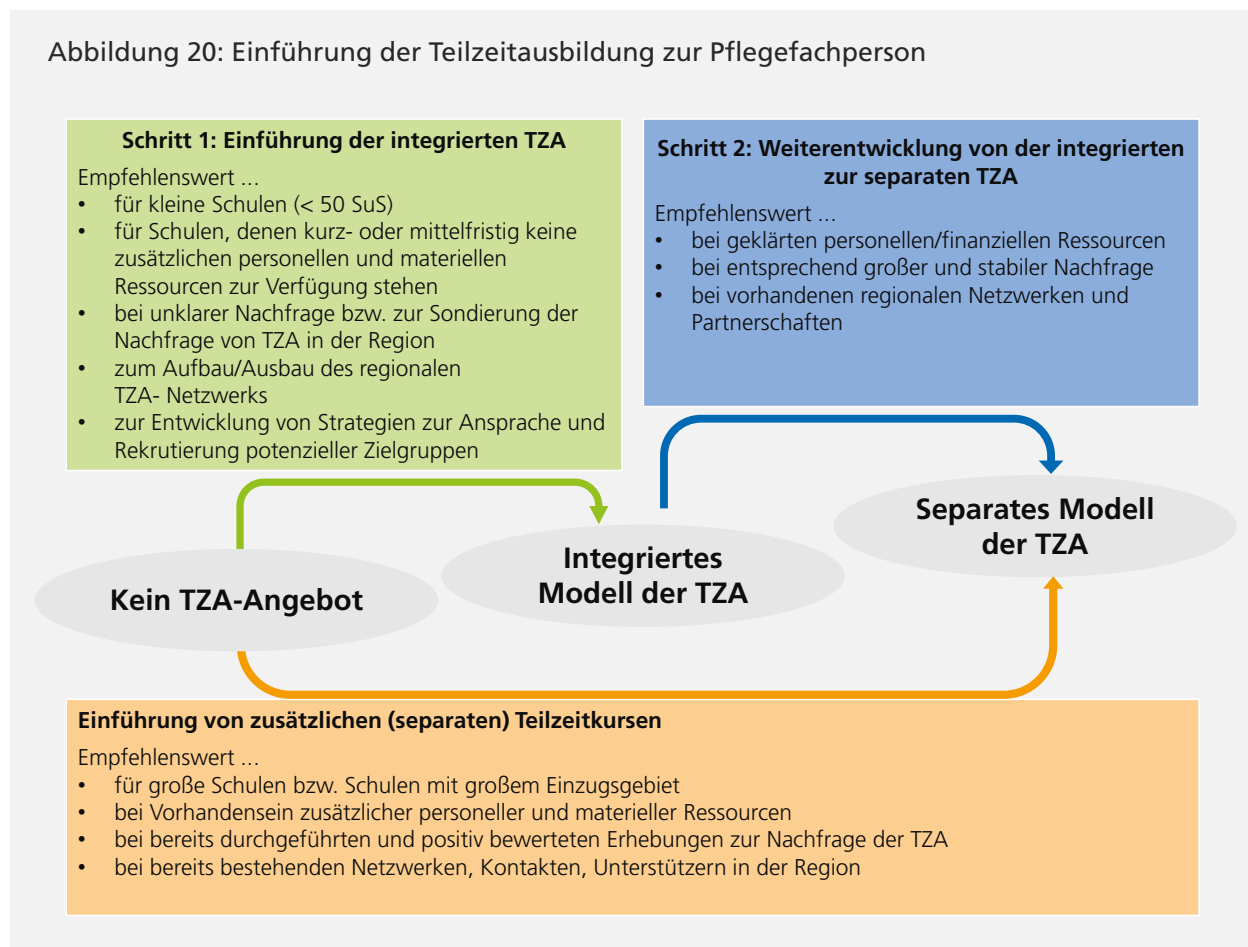 Abbildung 20: Einführung der Teilzeitausbildung zur Pflegefachperson
Schritt 1: Einführung der integrierten TZA
Empfehlenswert ...
• für kleine Schulen (< 50 SuS)
• für Schulen, denen kurz- oder mittelfristig keine
zusätzlichen personellen und materiellen
Ressourcen zur Verfügung stehen
• bei unklarer Nachfrage bzw. zur Sondierung der
Nachfrage von TZA in der Region
• zum Aufbau/Ausbau des regionalen
TZA- Netzwerks
• zur Entwicklung von Strategien zur Ansprache und
Rekrutierung potenzieller Zielgruppen
Schritt 2: Weiterentwicklung von der integrierten
zur separaten TZA
Empfehlenswert ...
• bei geklärten personellen/finanziellen Ressourcen
• bei entsprechend großer und stabiler Nachfrage
• bei vorhandenen regionalen Netzwerken und
Partnerschaften
Kein TZA-Angebot
Integriertes
Modell der TZA
Separates Modell
der TZA
Einführung von zusätzlichen (separaten) Teilzeitkursen
Empfehlenswert ...
• für große Schulen bzw. Schulen mit großem Einzugsgebiet
• bei Vorhandensein zusätzlicher personeller und materieller Ressourcen
• bei bereits durchgeführten und positiv bewerteten Erhebungen zur Nachfrage der TZA
• bei bereits bestehenden Netzwerken, Kontakten, Unterstützern in der Region